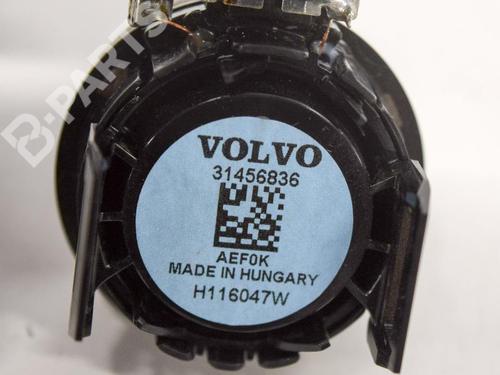 B-PARTS
VOLVO
31456836
AEF0K
MADE IN HUNGARY
H116047W